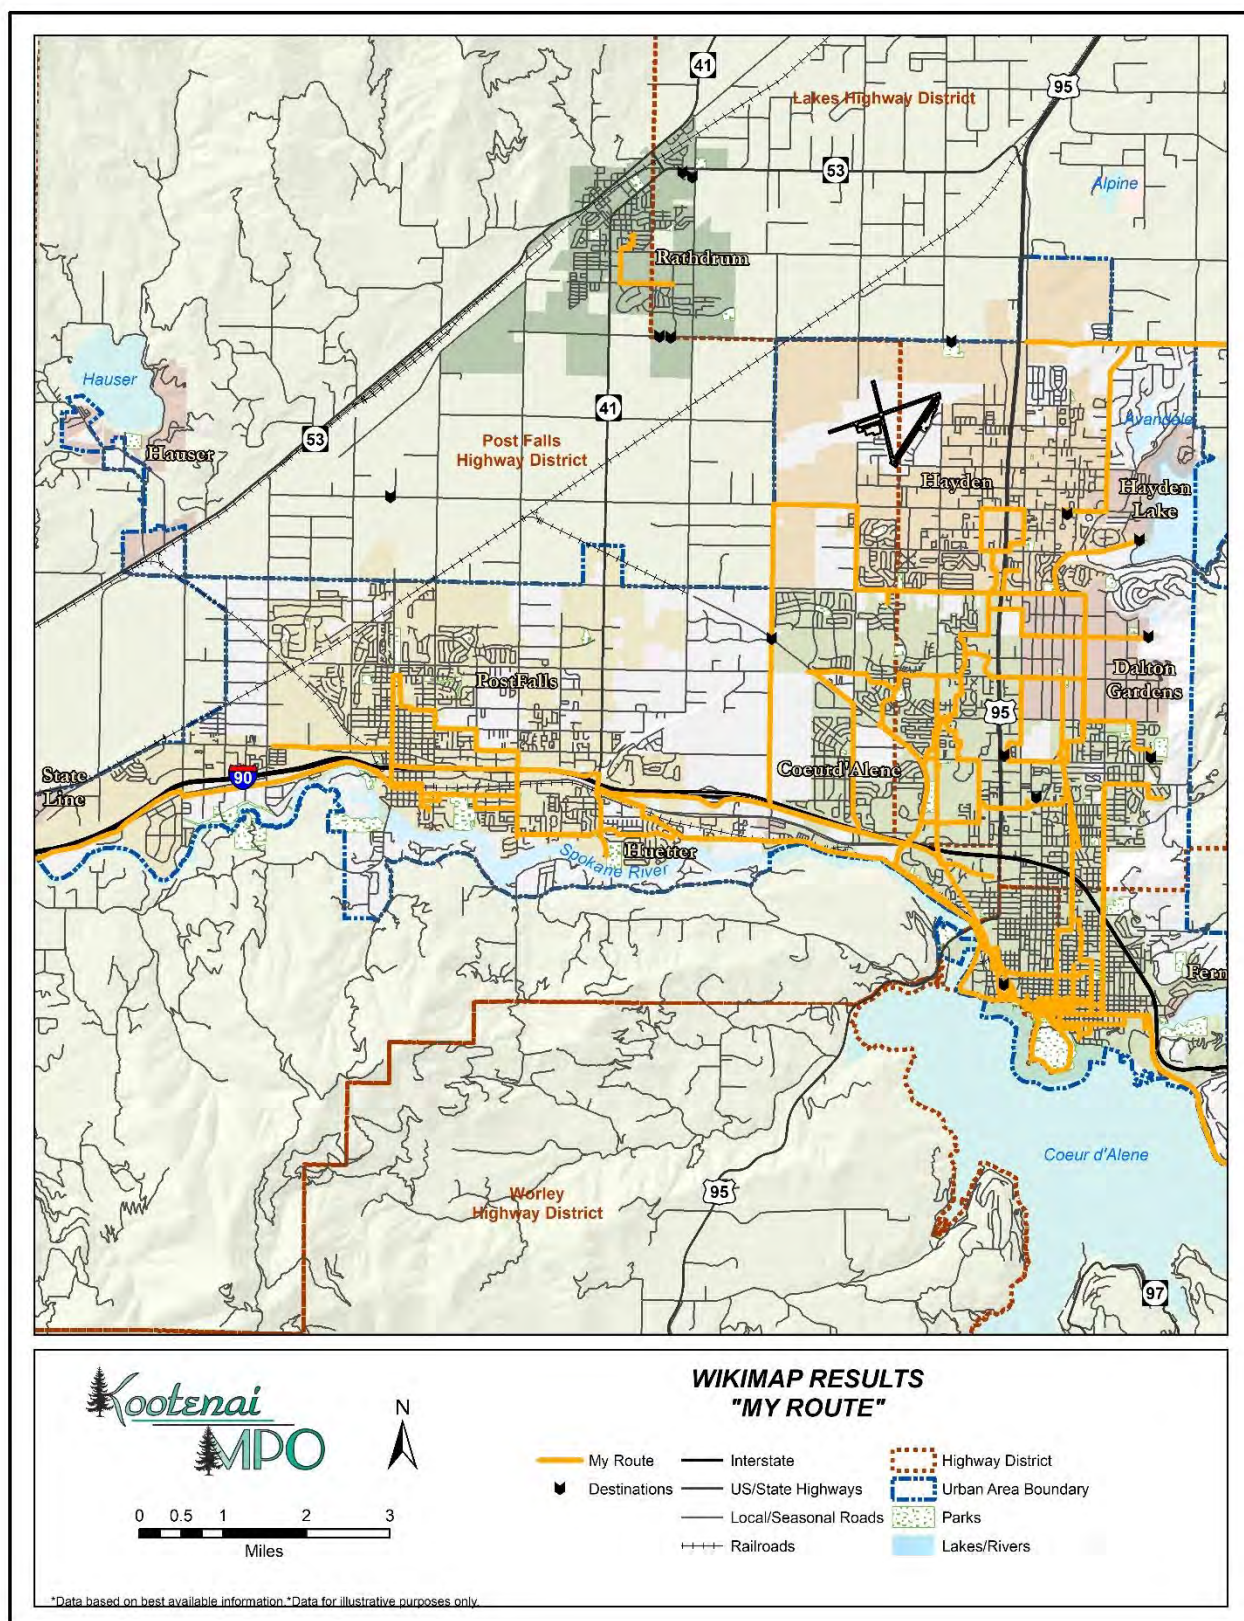 41
95
Lakes Highway District
53
Alpine
Rathdrum
Hauser
41
53
Post Falls
Highway District
Hauser
Avondale
Hayden
Hayden
Lake
PostFalls
Dalton
Gardens
95
Coeurd'Alene
State
Line
90
Huetter
Spokane River
Fern
Coeur d'Alene
Worley
Highway District
95
97
Kootenai
MPO
N
0 0.5 1 2 3
Miles
WIKIMAP RESULTS
"MY ROUTE"
My Route
Destinations
Interstate
US/State Highways
Local/Seasonal Roads
Railroads
Highway District
Urban Area Boundary
Parks
Lakes/Rivers
*Data based on best available information.*Data for illustrative purposes only.